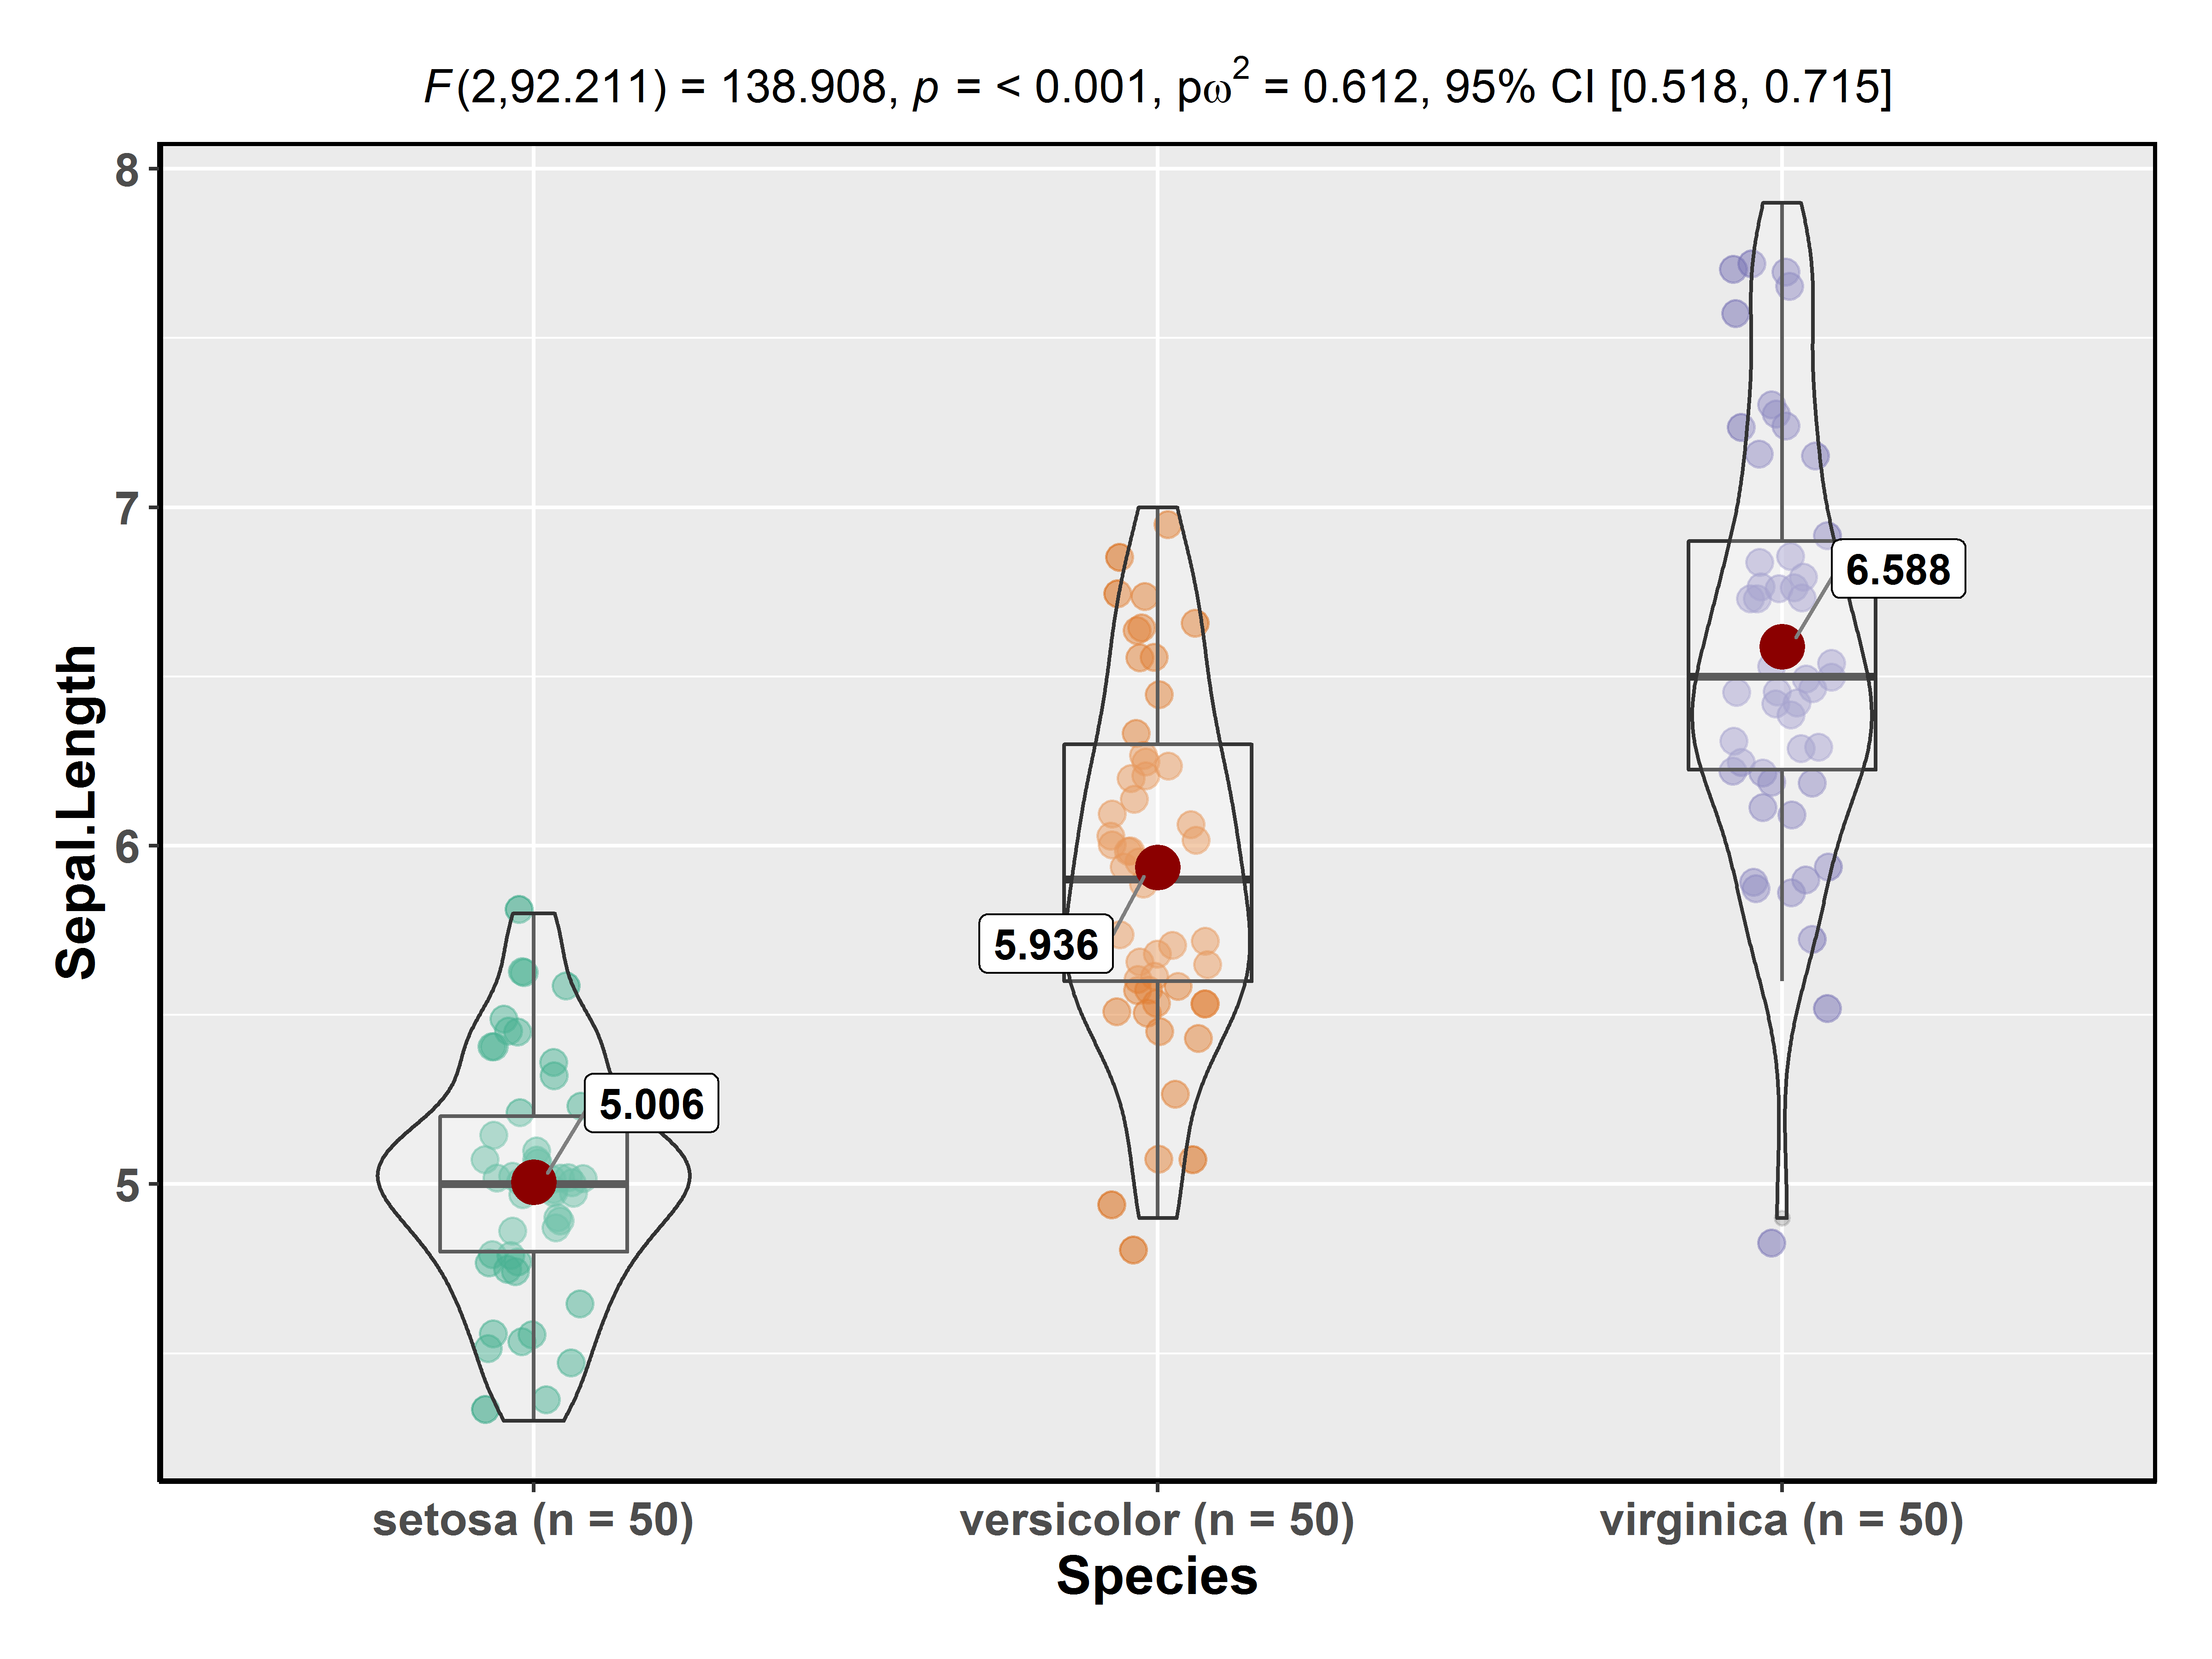 F(2,92.211) = 138.908, p = < 0.001, pω² = 0.612, 95% CI [0.518, 0.715]
Sepal.Length
8
7
6
5
6.588
5.936
5.006
setosa (n = 50) versicolor (n = 50) virginica (n = 50)
Species